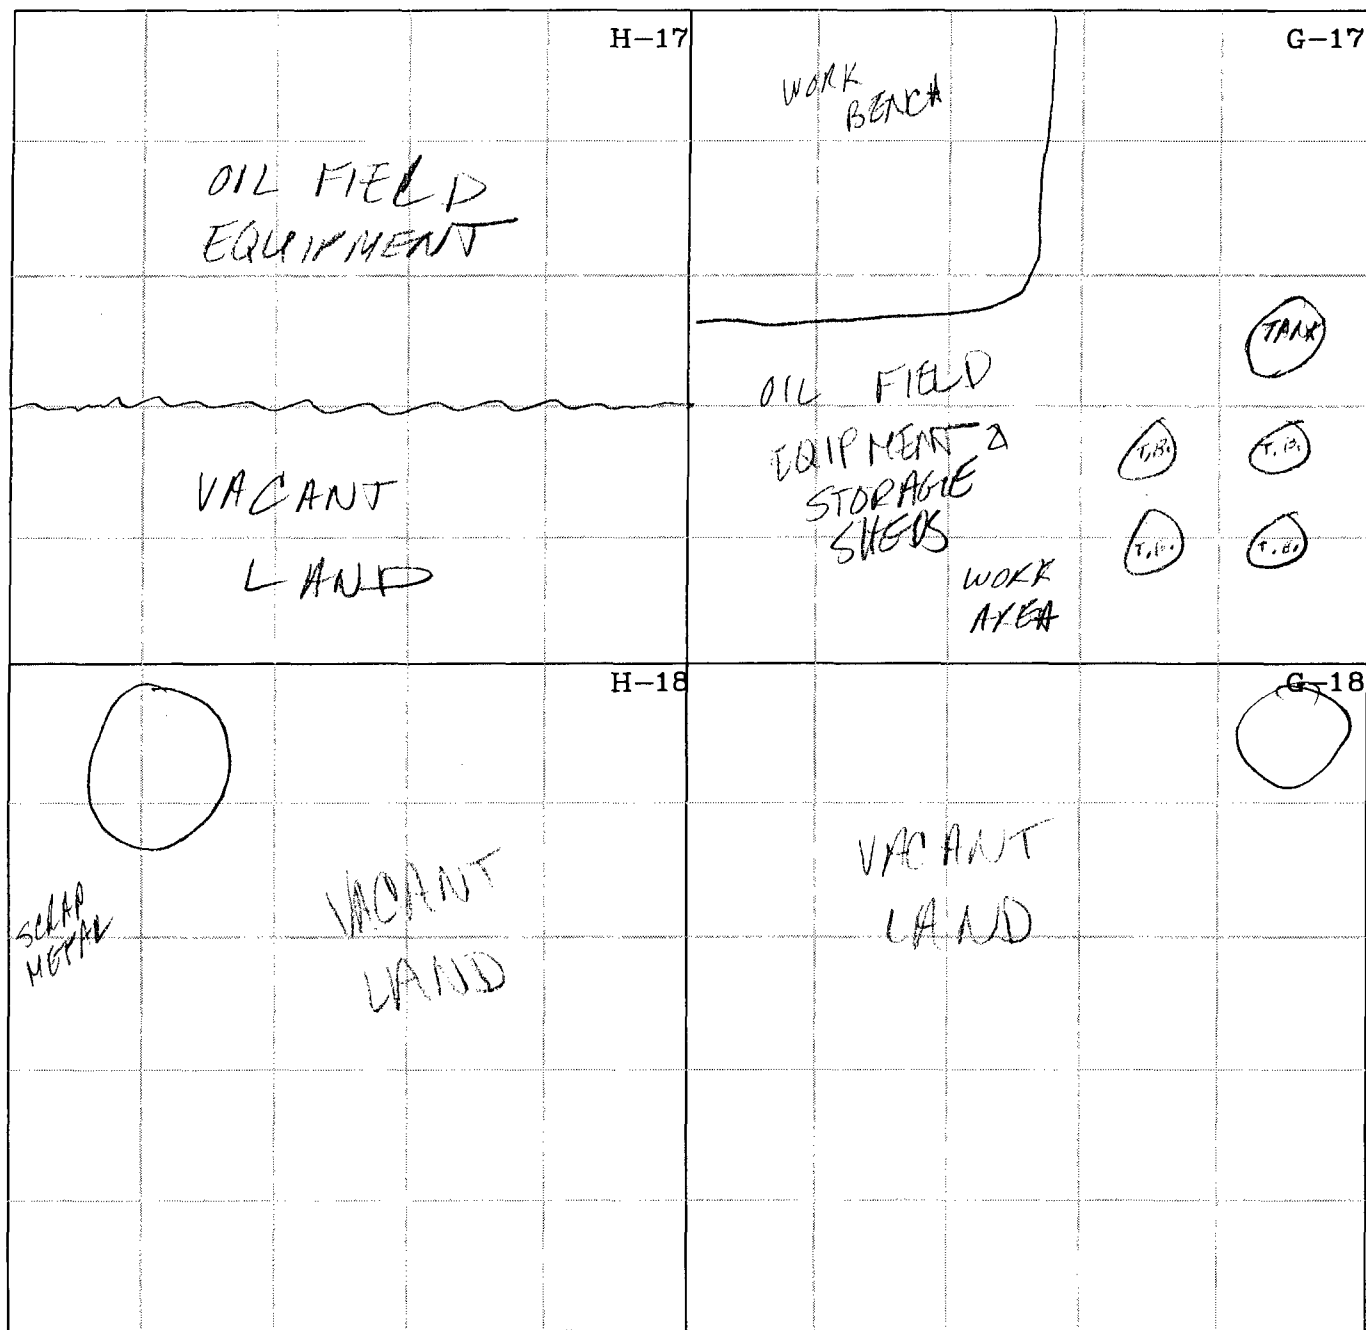 H-17
OIL FIELD
EQUIPMENT
VACANT
LAND
G-17
WORK
BENCH
TANK
OIL FIELD
EQUIPMENT &
STORAGE
SHEDS
T.B. T.B.
T.B. T.B.
WORK
AREA
H-18
SCRAP
METAL
VACANT
LAND
G-18
VACANT
LAND